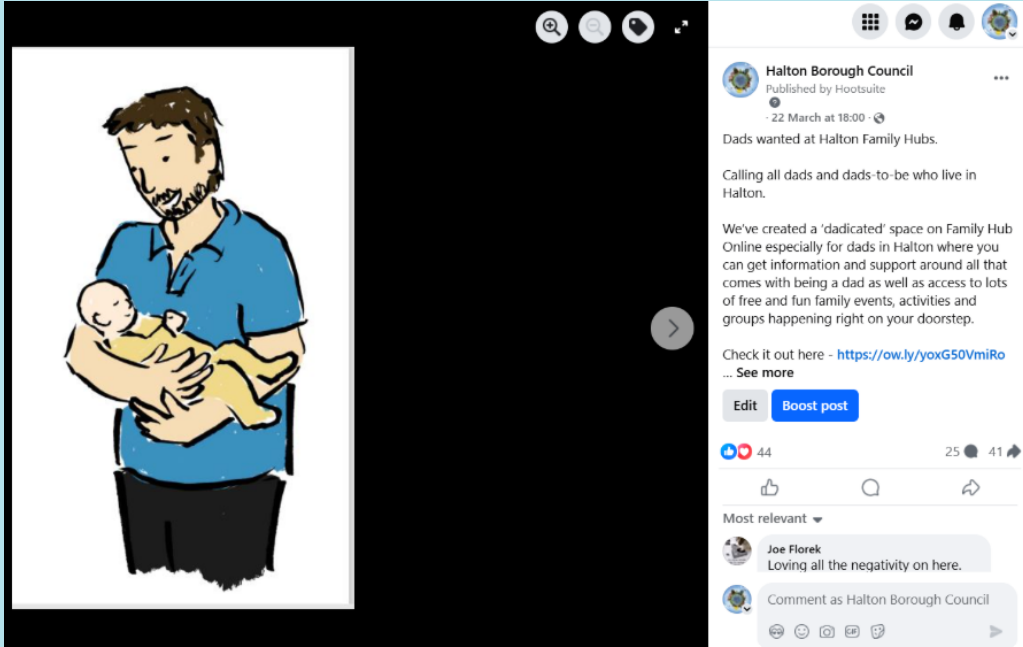 Halton Borough Council
Published by Hootsuite
· 22 March at 18:00 ·
Dads wanted at Halton Family Hubs.
Calling all dads and dads-to-be who live in
Halton.
We've created a 'dadicated' space on Family Hub
Online especially for dads in Halton where you
can get information and support around all that
comes with being a dad as well as access to lots
of free and fun family events, activities and
groups happening right on your doorstep.
Check it out here - https://ow.ly/yoxG50VmiRo
... See more
Edit Boost post
44 25 41
Most relevant
Joe Florek
Loving all the negativity on here.
Comment as Halton Borough Council
GIF